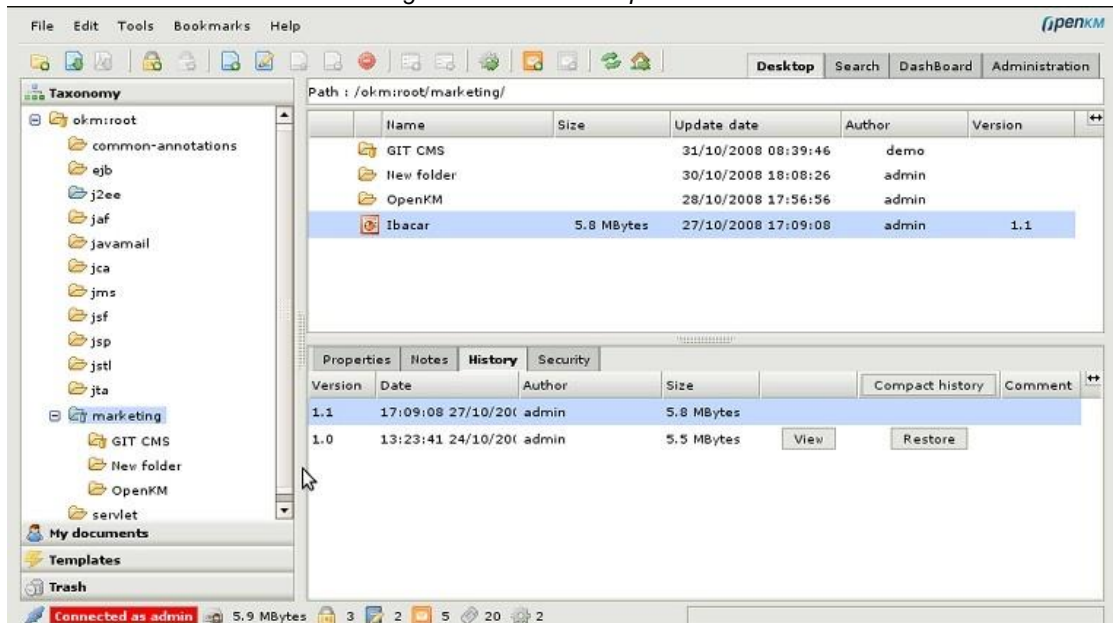 File Edit Tools Bookmarks Help
OpenKM
Desktop Search DashBoard Administration
Taxonomy
Path : /okm:root/marketing/
okm:root
common-annotations
ejb
j2ee
jaf
javamail
jca
jms
jsf
jsp
jstl
jta
marketing
GIT CMS
New folder
OpenKM
servlet
My documents
Templates
Trash
Name Size Update date Author Version
GIT CMS 31/10/2008 08:39:46 demo
New folder 30/10/2008 18:08:26 admin
OpenKM 28/10/2008 17:56:56 admin
Ibacar 5.8 MBytes 27/10/2008 17:09:08 admin 1.1
Properties Notes History Security
Version Date Author Size Compact history Comment
1.1 17:09:08 27/10/200 admin 5.8 MBytes
1.0 13:23:41 24/10/200 admin 5.5 MBytes View Restore
Connected as admin 5.9 MBytes 3 2 5 20 2